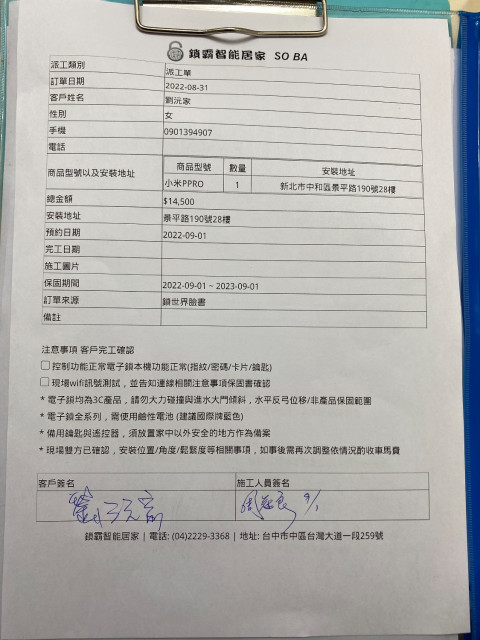 鎖霸智能居家 SO BA
派工類別 派工單
訂單日期 2022-08-31
客戶姓名 劉沅家
性別 女
手機 0901394907
電話
商品型號以及安裝地址 商品型號 數量 安裝地址
小米PPRO 1 新北市中和區景平路190號28樓
總金額 $14,500
安裝地址 景平路190號28樓
預約日期 2022-09-01
完工日期
施工圖片
保固期間 2022-09-01 ~ 2023-09-01
訂單來源 鎖世界臉書
備註
注意事項 客戶完工確認
控制功能正常電子鎖本機功能正常(指紋/密碼/卡片/鑰匙)
現場wifi訊號測試，並告知連線相關注意事項保固書確認
* 電子鎖均為3C產品，請勿大力碰撞與進水大門傾斜，水平反弓位移/非產品保固範圍
* 電子鎖全系列，需使用鹼性電池 (建議國際牌藍色)
* 備用鑰匙與遙控器，須放置家中以外安全的地方作為備案
* 現場雙方已確認，安裝位置/角度/鬆緊度等相關事項，如事後需再次調整依情況酌收車馬費
客戶簽名 施工人員簽名
劉沅家 9/1
鎖霸智能居家 | 電話: (04)2229-3368 | 地址: 台中市中區台灣大道一段259號